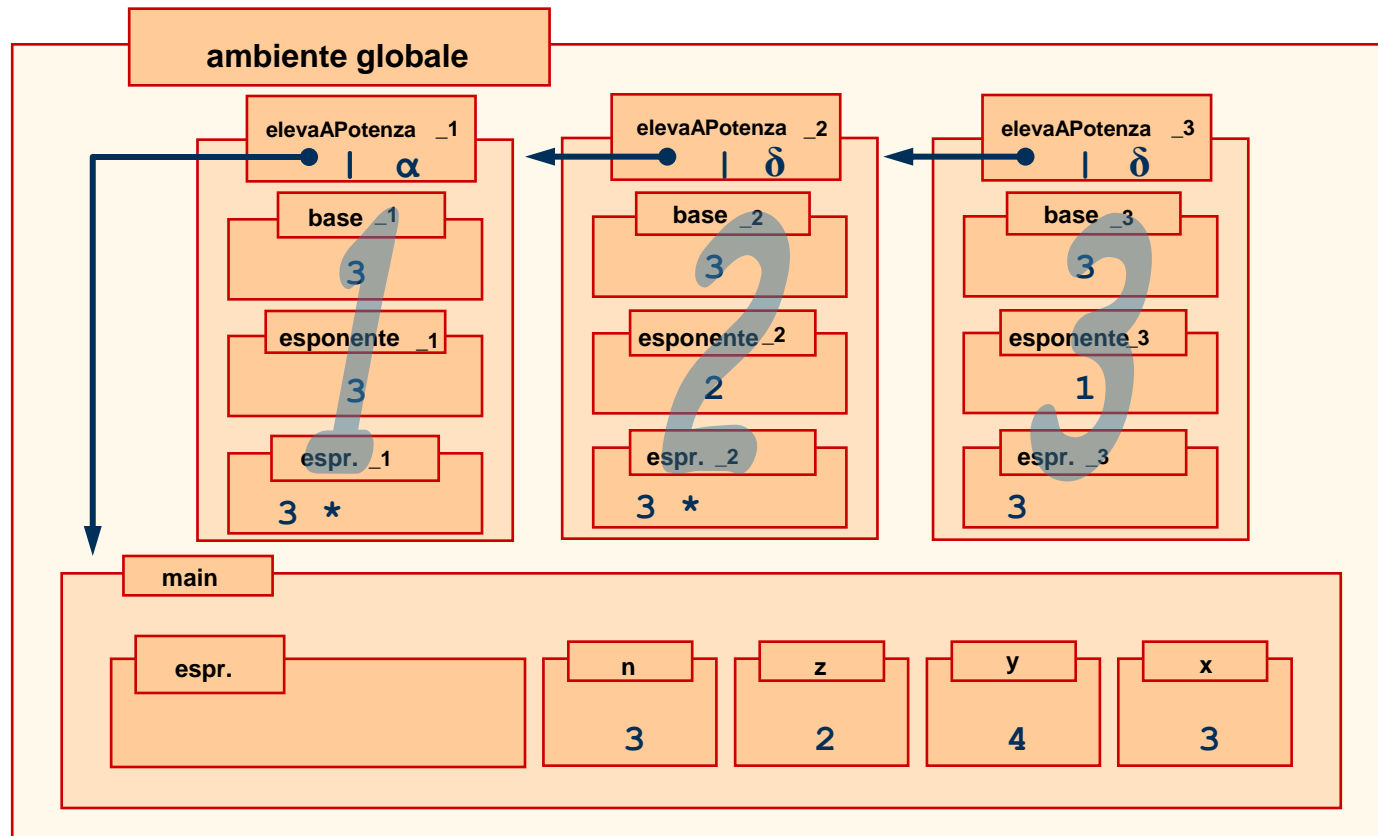 ambiente globale
elevaAPotenza _1
elevaAPotenza _2
elevaAPotenza _3
| α
| δ
| δ
base _1
base _2
base _3
3
3
3
esponente _1
esponente _2
esponente _3
3
2
1
espr. _1
espr. _2
espr. _3
3 *
3 *
3
1
2
3
main
espr.
n
z
y
x
3
2
4
3